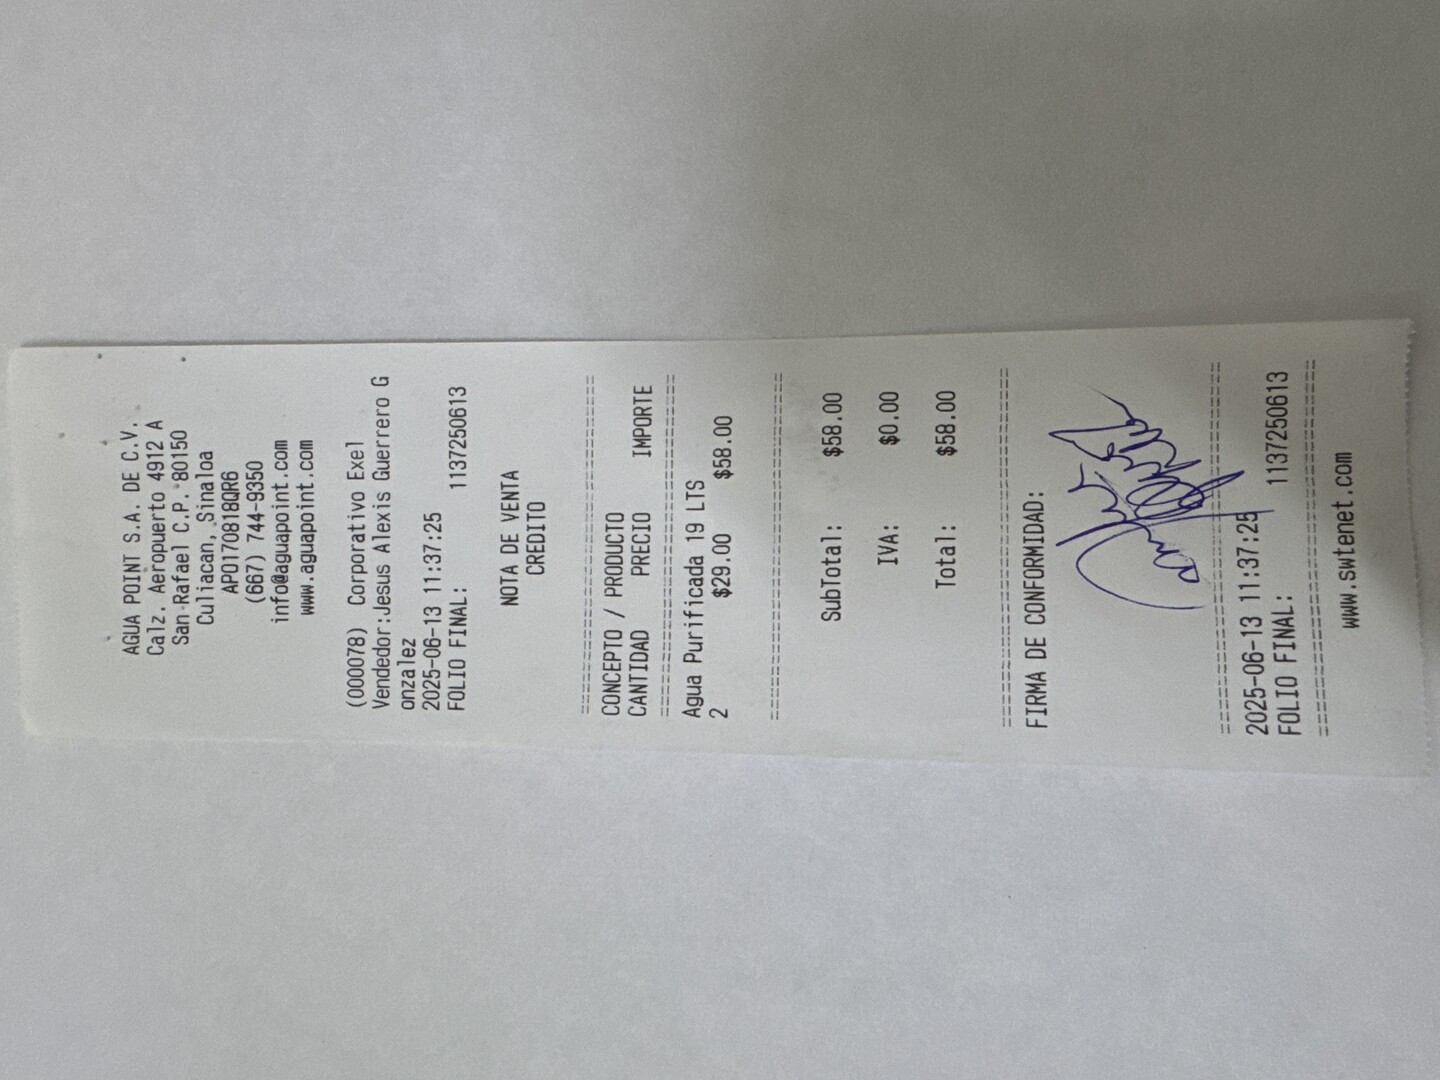 AGUA POINT S.A. DE C.V.
Calz. Aeropuerto 4912 A
San Rafael C.P. 80150
Culiacan, Sinaloa
APO170818QR6
(667) 744-9350
info@aguapoint.com
www.aguapoint.com
(000078) Corporativo Exel
Vendedor:Jesus Alexis Guerrero G
onzalez
2025-06-13 11:37:25
FOLIO FINAL: 1137250613
NOTA DE VENTA
CREDITO
================================
CONCEPTO / PRODUCTO
CANTIDAD PRECIO IMPORTE
================================
Agua Purificada 19 LTS
2 $29.00 $58.00
================================
SubTotal: $58.00
IVA: $0.00
Total: $58.00
================================
FIRMA DE CONFORMIDAD:
================================
2025-06-13 11:37:25
FOLIO FINAL: 1137250613
================================
www.swtenet.com